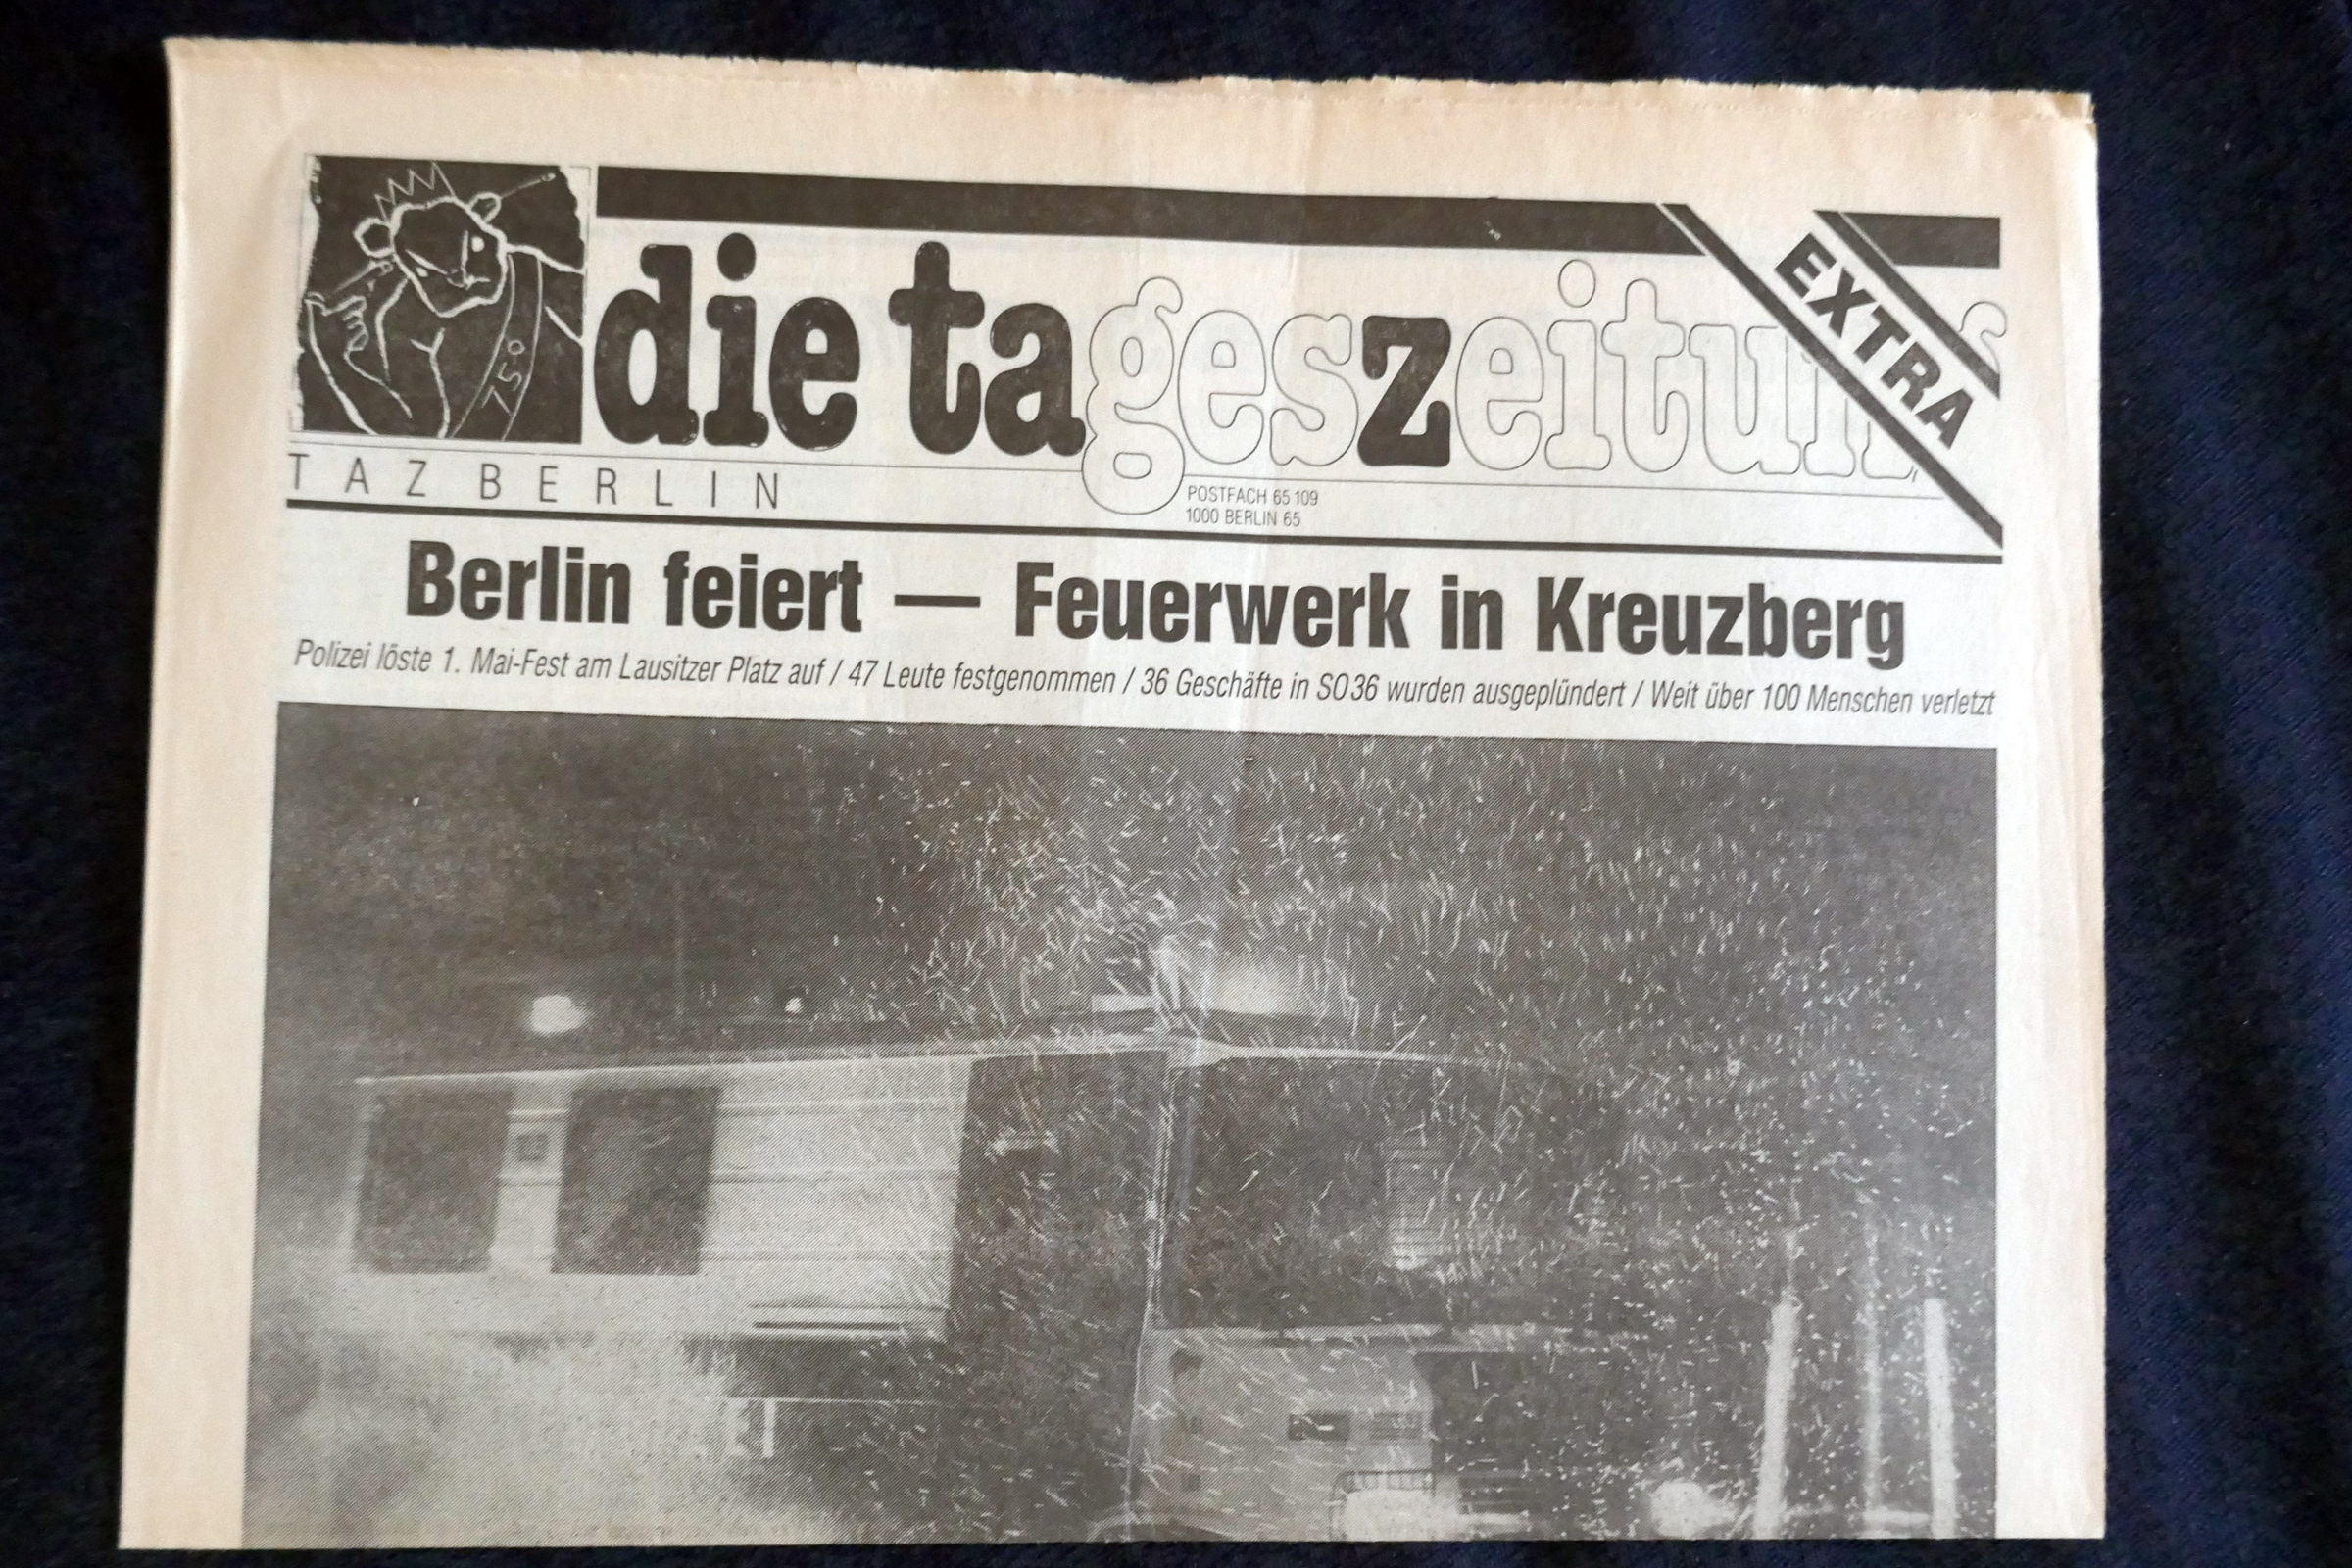 750
die tageszeitung
EXTRA
TAZ BERLIN
POSTFACH 65 109
1000 BERLIN 65
Berlin feiert — Feuerwerk in Kreuzberg
Polizei löste 1. Mai-Fest am Lausitzer Platz auf / 47 Leute festgenommen / 36 Geschäfte in SO36 wurden ausgeplündert / Weit über 100 Menschen verletzt